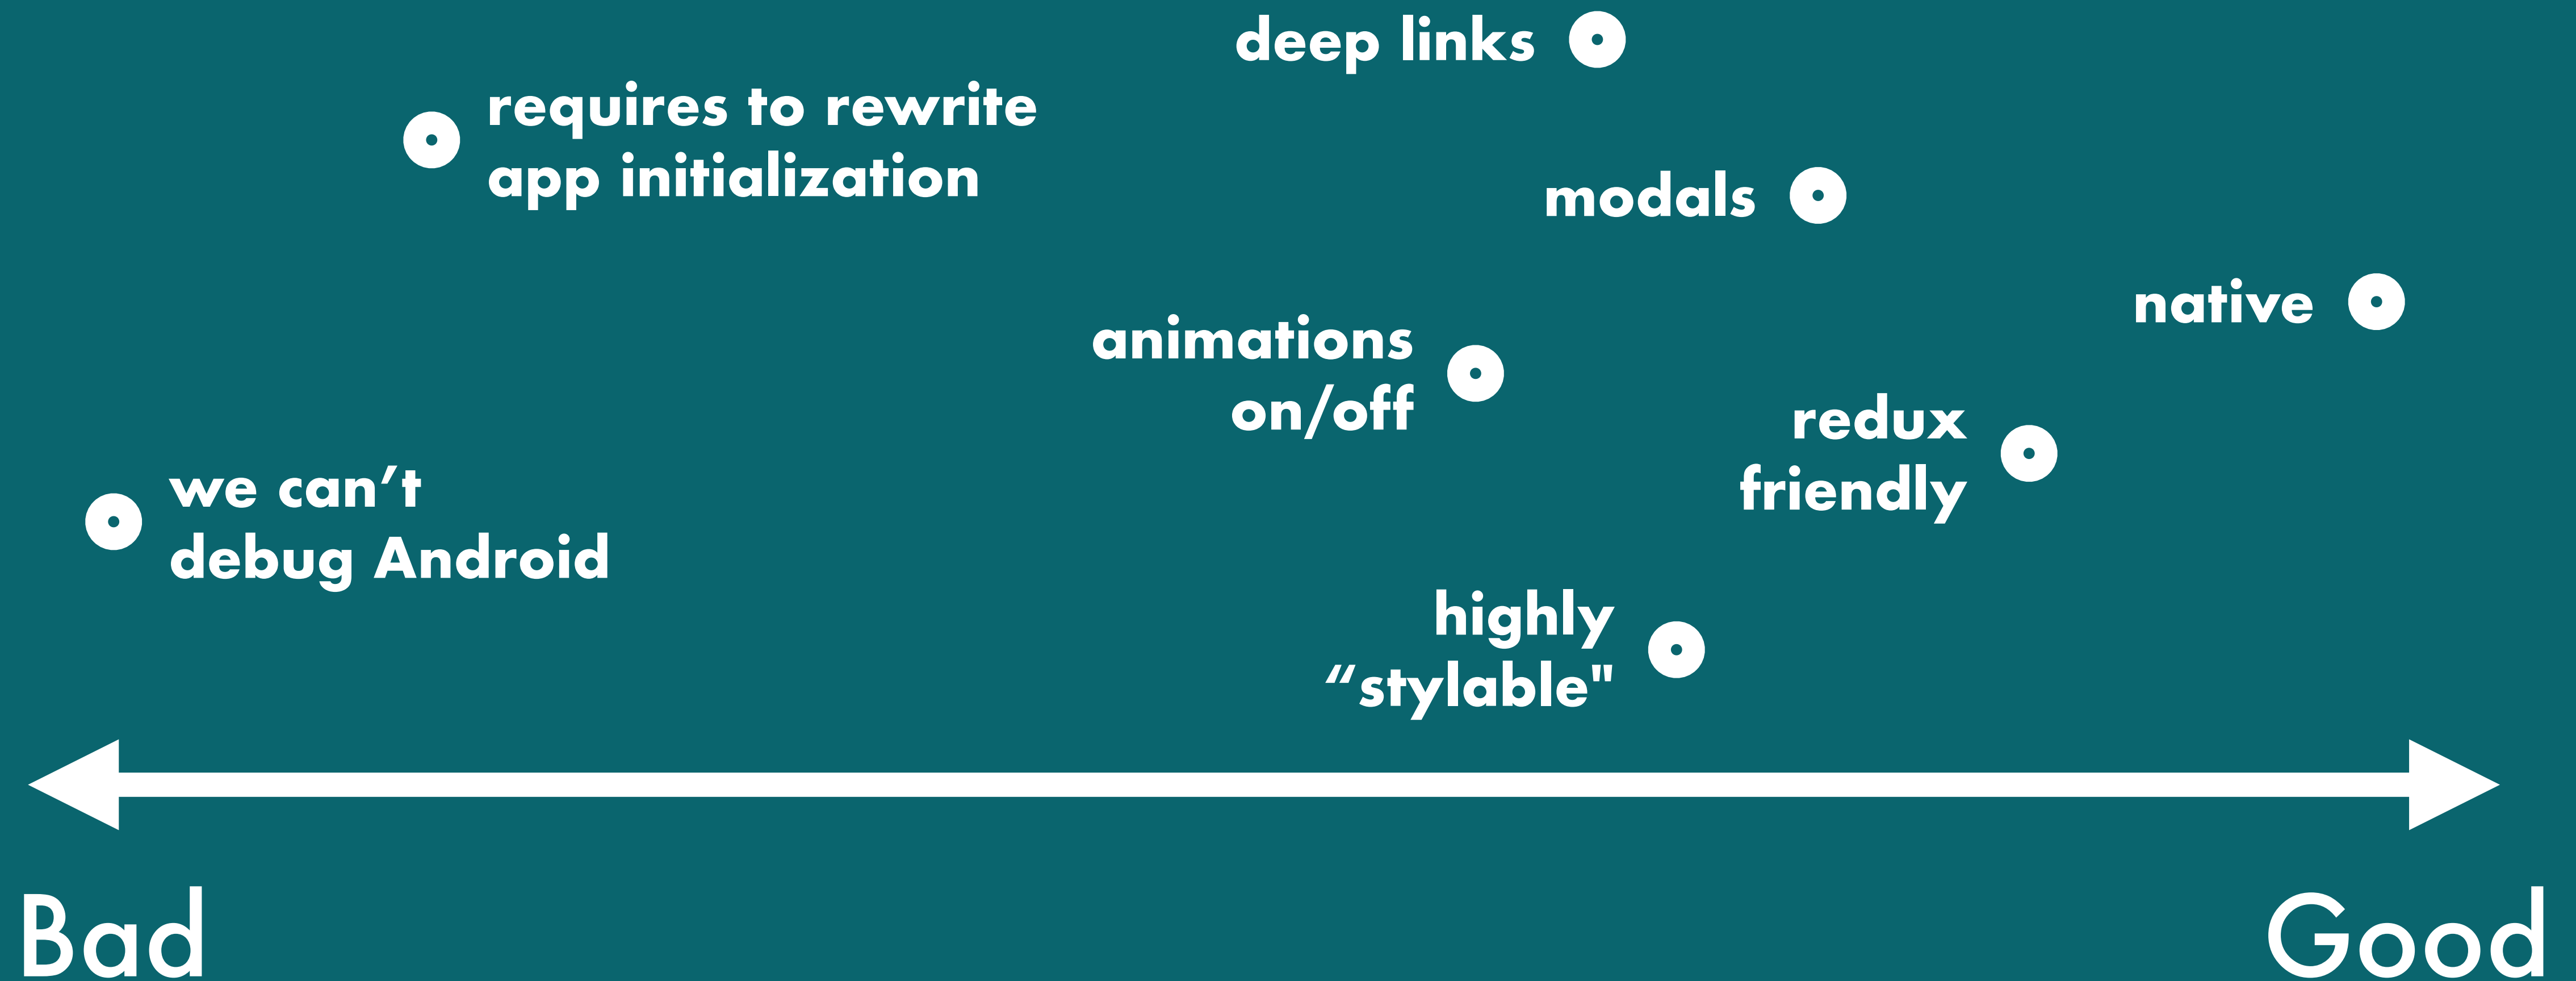 deep links
requires to rewrite
app initialization
modals
native
animations
on/off
redux
friendly
we can’t
debug Android
highly
“stylable"
Bad
Good